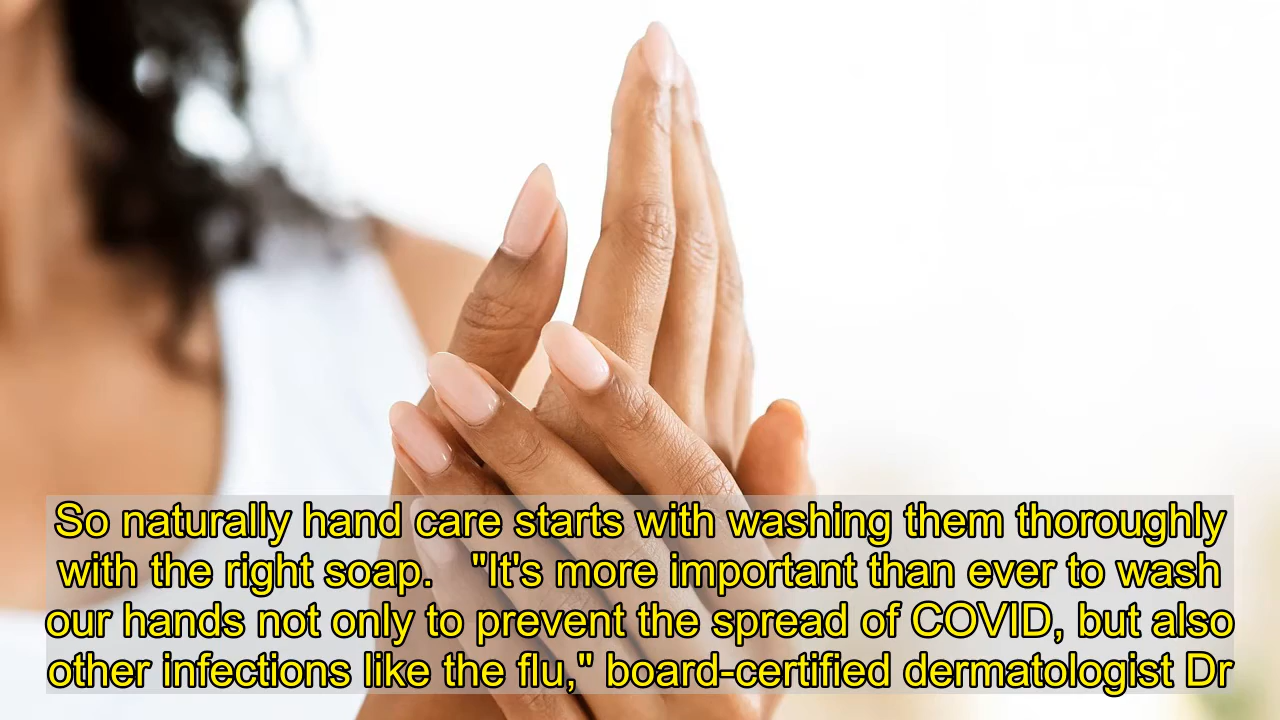 So naturally hand care starts with washing them thoroughly
with the right soap.   "It's more important than ever to wash
our hands not only to prevent the spread of COVID, but also
other infections like the flu," board-certified dermatologist Dr